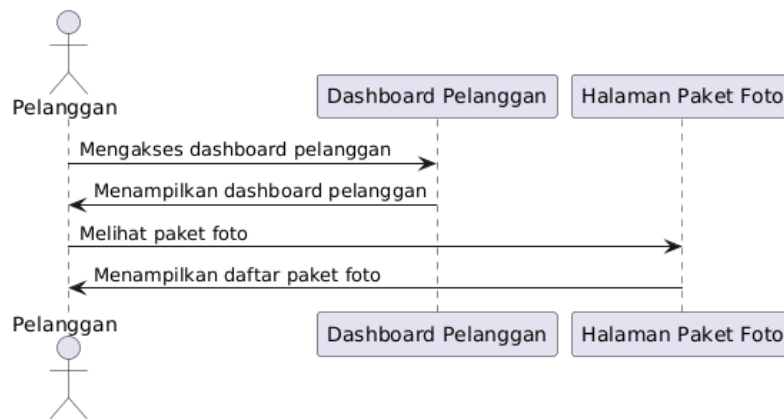 Pelanggan
Dashboard Pelanggan
Halaman Paket Foto
Mengakses dashboard pelanggan
Menampilkan dashboard pelanggan
Melihat paket foto
Menampilkan daftar paket foto
Pelanggan
Dashboard Pelanggan
Halaman Paket Foto